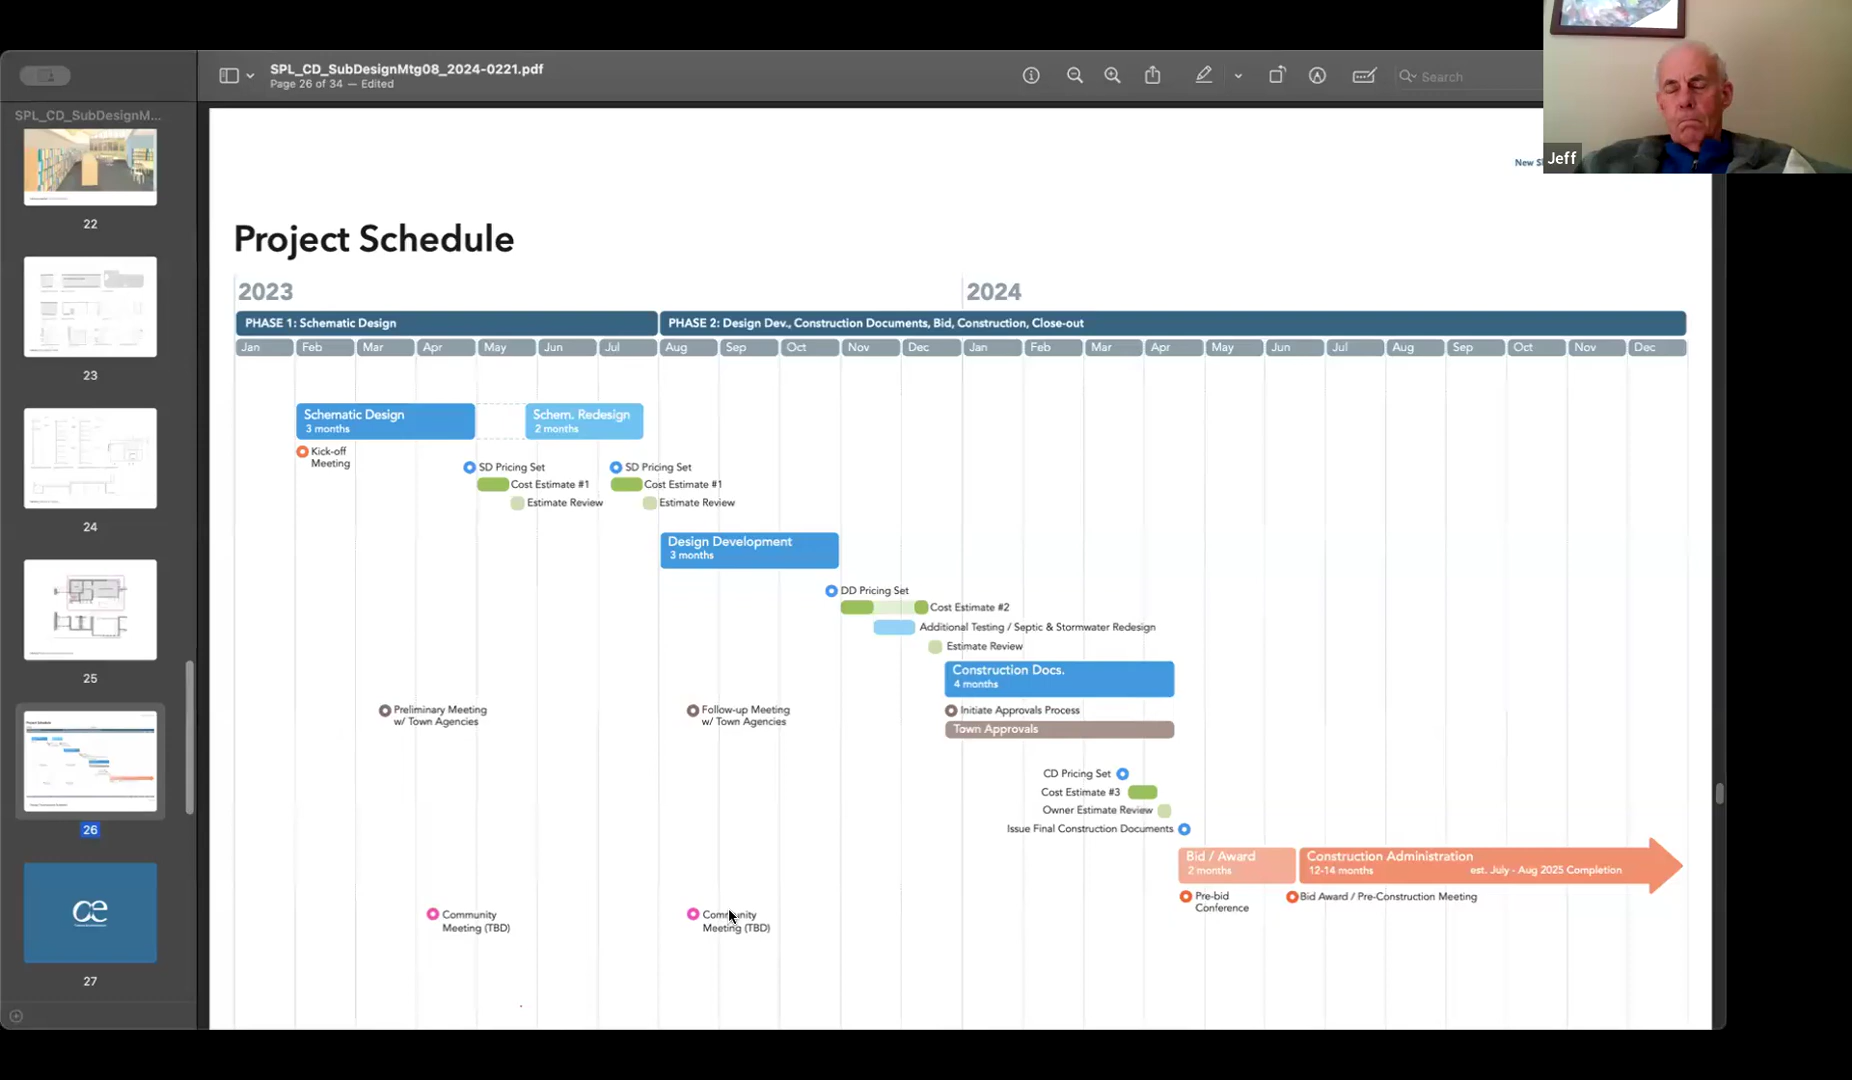 SPL_CD_SubDesignMtg08_2024-0221.pdf
Page 26 of 34 — Edited
Search
SPL_CD_SubDesignM...
22
23
24
25
26
27
Jeff
Project Schedule
2023
2024
PHASE 1: Schematic Design
PHASE 2: Design Dev., Construction Documents, Bid, Construction, Close-out
Jan Feb Mar Apr May Jun Jul Aug Sep Oct Nov Dec Jan Feb Mar Apr May Jun Jul Aug Sep Oct Nov Dec
Schematic Design
3 months
Schem. Redesign
2 months
Kick-off
Meeting
SD Pricing Set
Cost Estimate #1
Estimate Review
SD Pricing Set
Cost Estimate #1
Estimate Review
Design Development
3 months
DD Pricing Set
Cost Estimate #2
Additional Testing / Septic & Stormwater Redesign
Estimate Review
Construction Docs.
4 months
Preliminary Meeting
w/ Town Agencies
Follow-up Meeting
w/ Town Agencies
Initiate Approvals Process
Town Approvals
CD Pricing Set
Cost Estimate #3
Owner Estimate Review
Issue Final Construction Documents
Bid / Award
2 months
Construction Administration
12-14 months
est. July - Aug 2025 Completion
Pre-bid
Conference
Bid Award / Pre-Construction Meeting
Community
Meeting (TBD)
Community
Meeting (TBD)